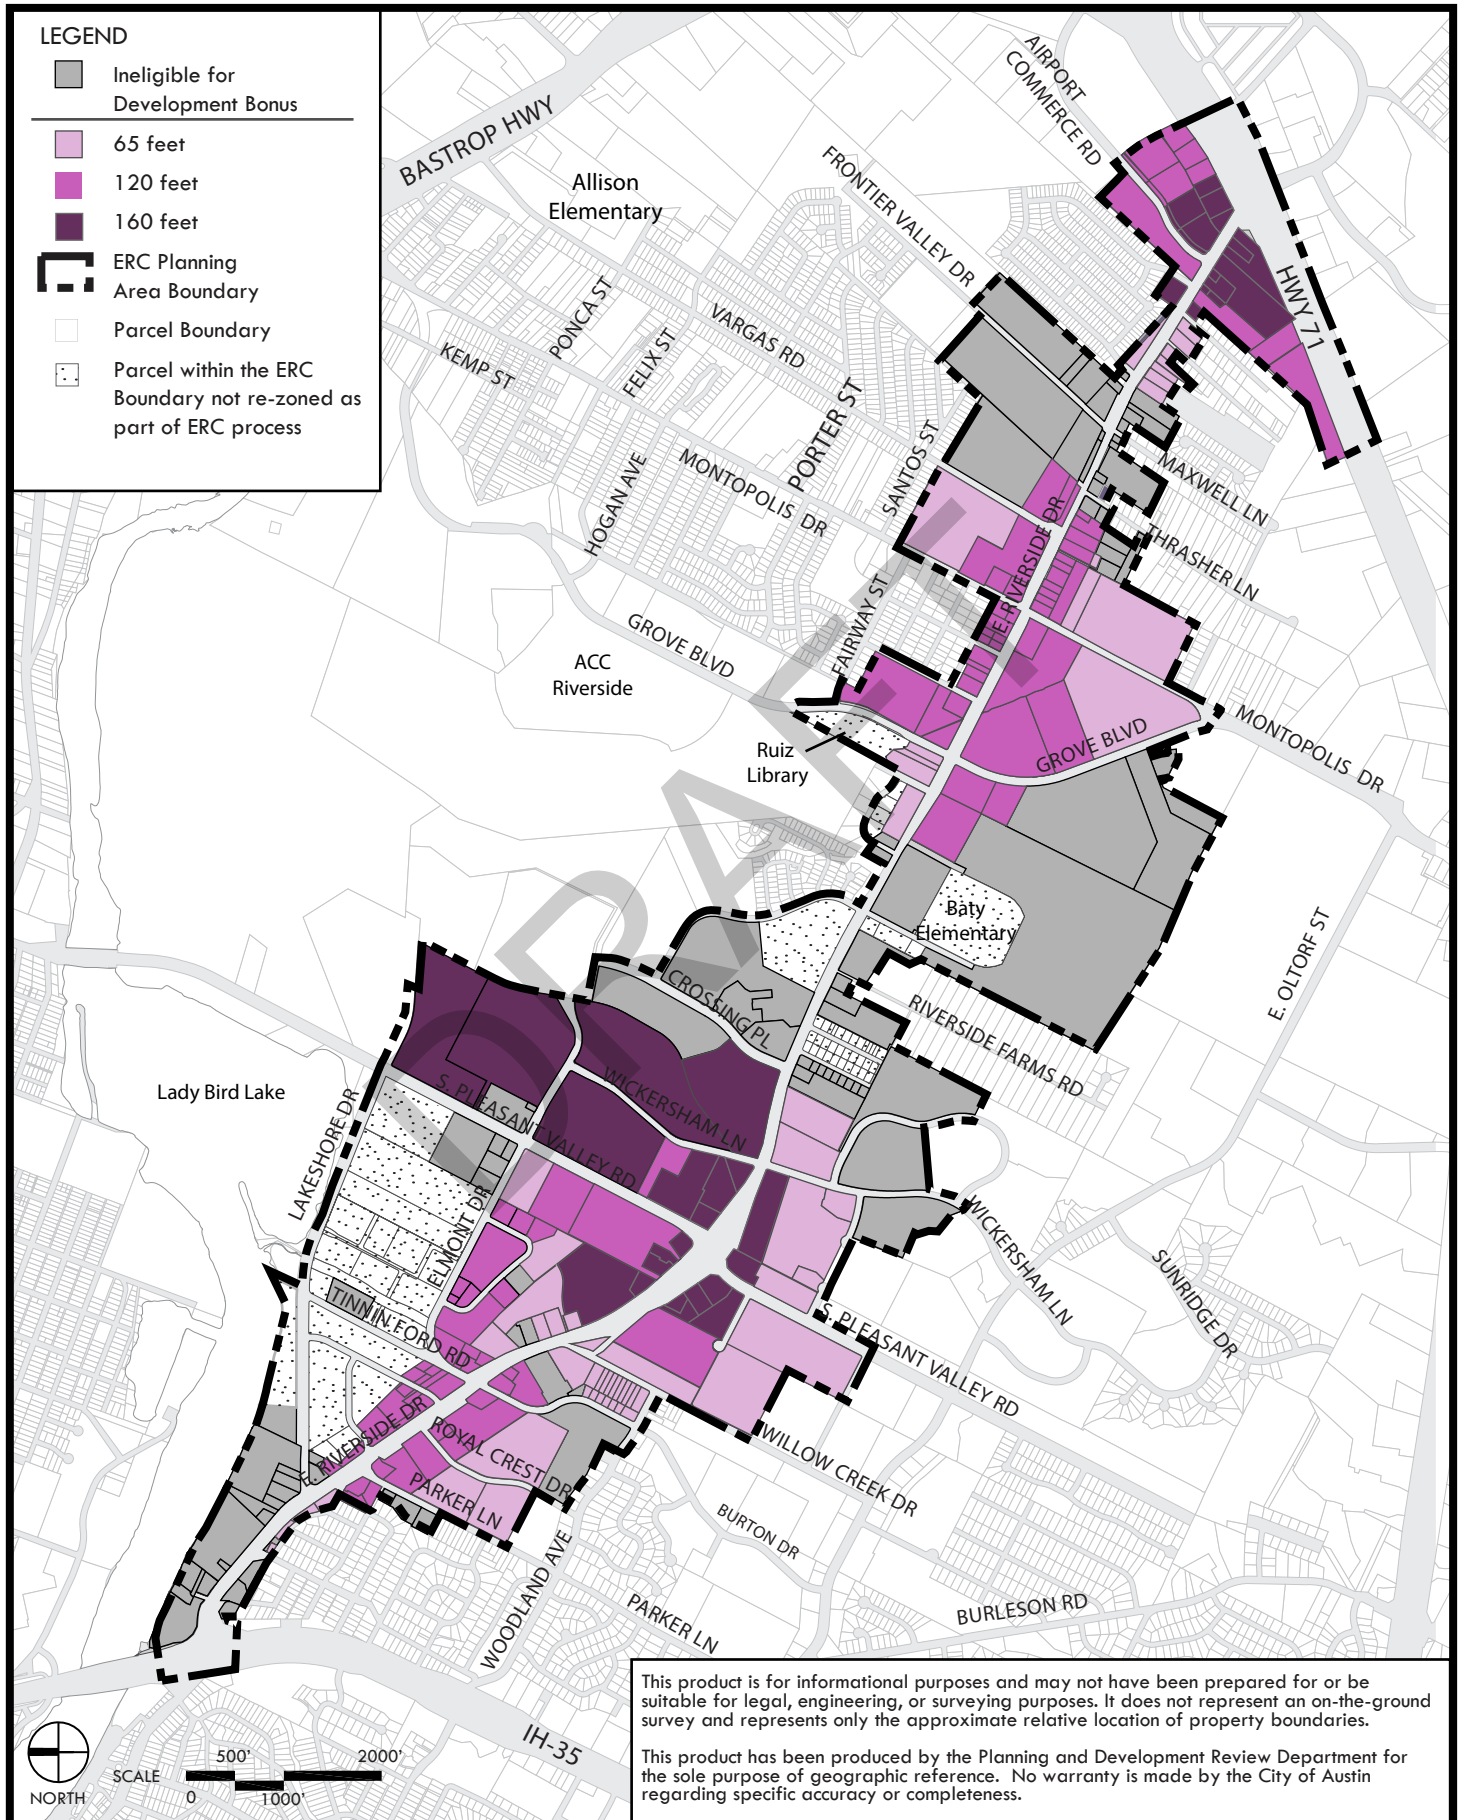 LEGEND
Ineligible for
Development Bonus
65 feet
120 feet
160 feet
ERC Planning
Area Boundary
Parcel Boundary
Parcel within the ERC
Boundary not re-zoned as
part of ERC process
BASTROP HWY
Allison
Elementary
AIRPORT
COMMERCE RD
FRONTIER VALLEY DR
HWY 71
PONCA ST
VARGAS RD
KEMP ST
FELIX ST
PORTER ST
SANTOS ST
HOGAN AVE
MONTOPOLIS DR
MAXWELL LN
THRASHER LN
E. RIVERSIDE DR
FAIRWAY ST
GROVE BLVD
ACC
Riverside
Ruiz
Library
GROVE BLVD
MONTOPOLIS DR
Baty
Elementary
E. OLTORF ST
CROSSING PL
RIVERSIDE FARMS RD
Lady Bird Lake
LAKESHORE DR
S. PLEASANT VALLEY RD
WICKERSHAM LN
ELMONT DR
WICKERSHAM LN
SUNRIDGE DR
TINNIN FORD RD
S. PLEASANT VALLEY RD
E. RIVERSIDE DR
ROYAL CREST DR
PARKER LN
WILLOW CREEK DR
BURTON DR
WOODLAND AVE
PARKER LN
BURLESON RD
IH-35
DRAFT
NORTH
SCALE
500'
2000'
0
1000'
This product is for informational purposes and may not have been prepared for or be
suitable for legal, engineering, or surveying purposes. It does not represent an on-the-ground
survey and represents only the approximate relative location of property boundaries.
This product has been produced by the Planning and Development Review Department for
the sole purpose of geographic reference. No warranty is made by the City of Austin
regarding specific accuracy or completeness.